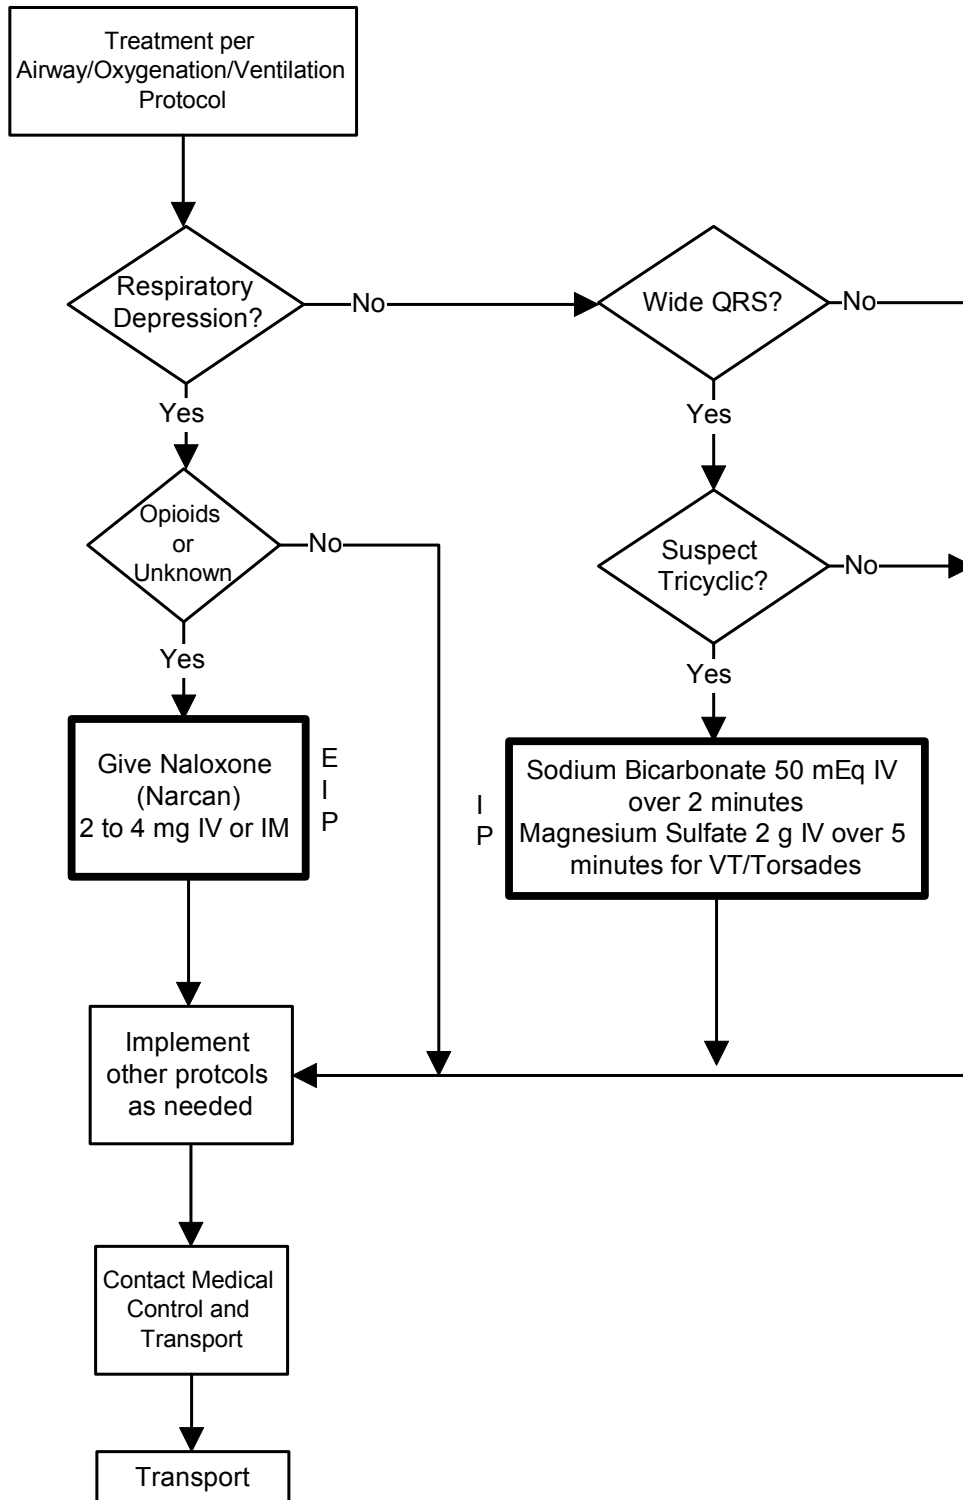 Treatment per
Airway/Oxygenation/Ventilation
Protocol
Respiratory
Depression?
No
Wide QRS?
No
Yes
Yes
Opioids
or
Unknown
No
Suspect
Tricyclic?
No
Yes
Yes
Give Naloxone
(Narcan)
2 to 4 mg IV or IM
E
I
P
I
P
Sodium Bicarbonate 50 mEq IV
over 2 minutes
Magnesium Sulfate 2 g IV over 5
minutes for VT/Torsades
Implement
other protcols
as needed
Contact Medical
Control and
Transport
Transport